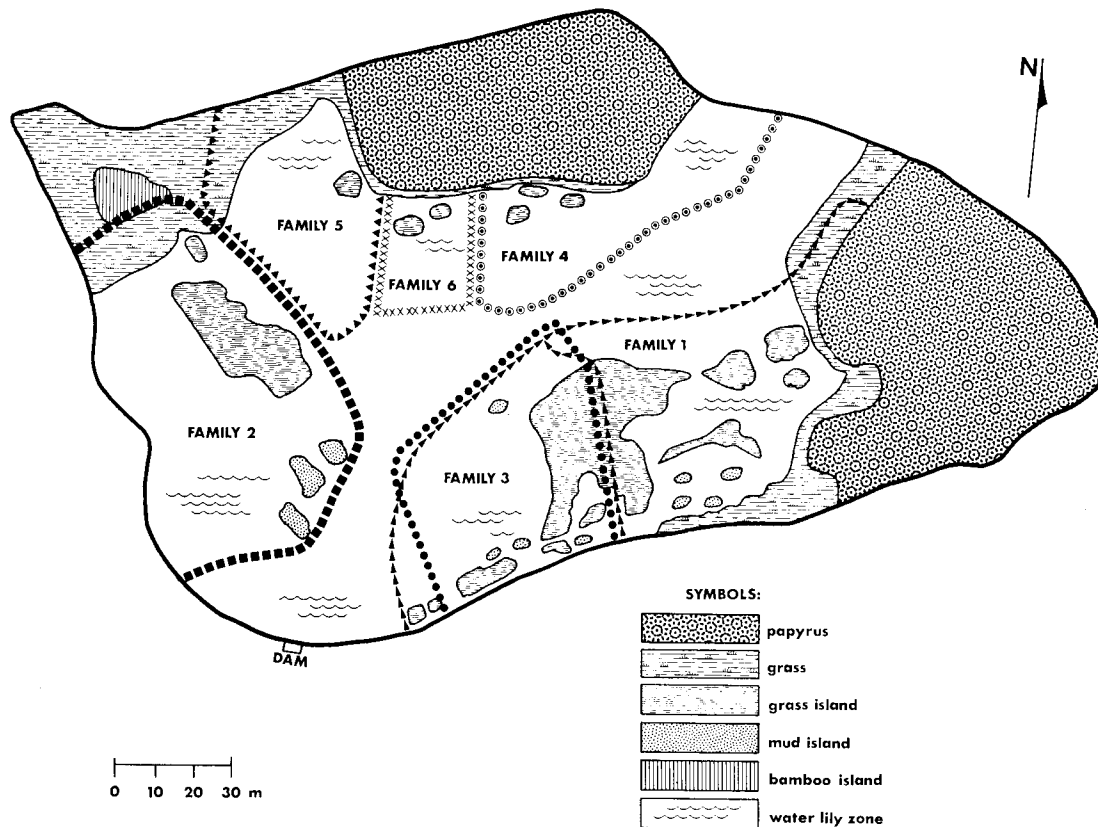 N
FAMILY 5
FAMILY 4
FAMILY 6
FAMILY 1
FAMILY 2
FAMILY 3
DAM
SYMBOLS:
papyrus
grass
grass island
mud island
bamboo island
water lily zone
0 10 20 30 m